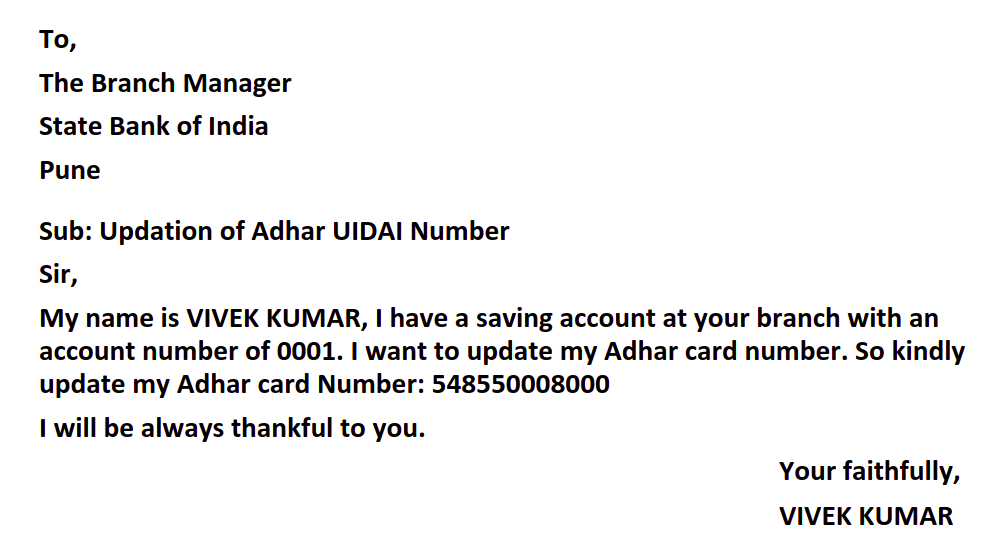 To,
The Branch Manager
State Bank of India
Pune
Sub: Updation of Adhar UIDAI Number
Sir,
My name is VIVEK KUMAR, I have a saving account at your branch with an
account number of 0001. I want to update my Adhar card number. So kindly
update my Adhar card Number: 548550008000
I will be always thankful to you.
Your faithfully,
VIVEK KUMAR